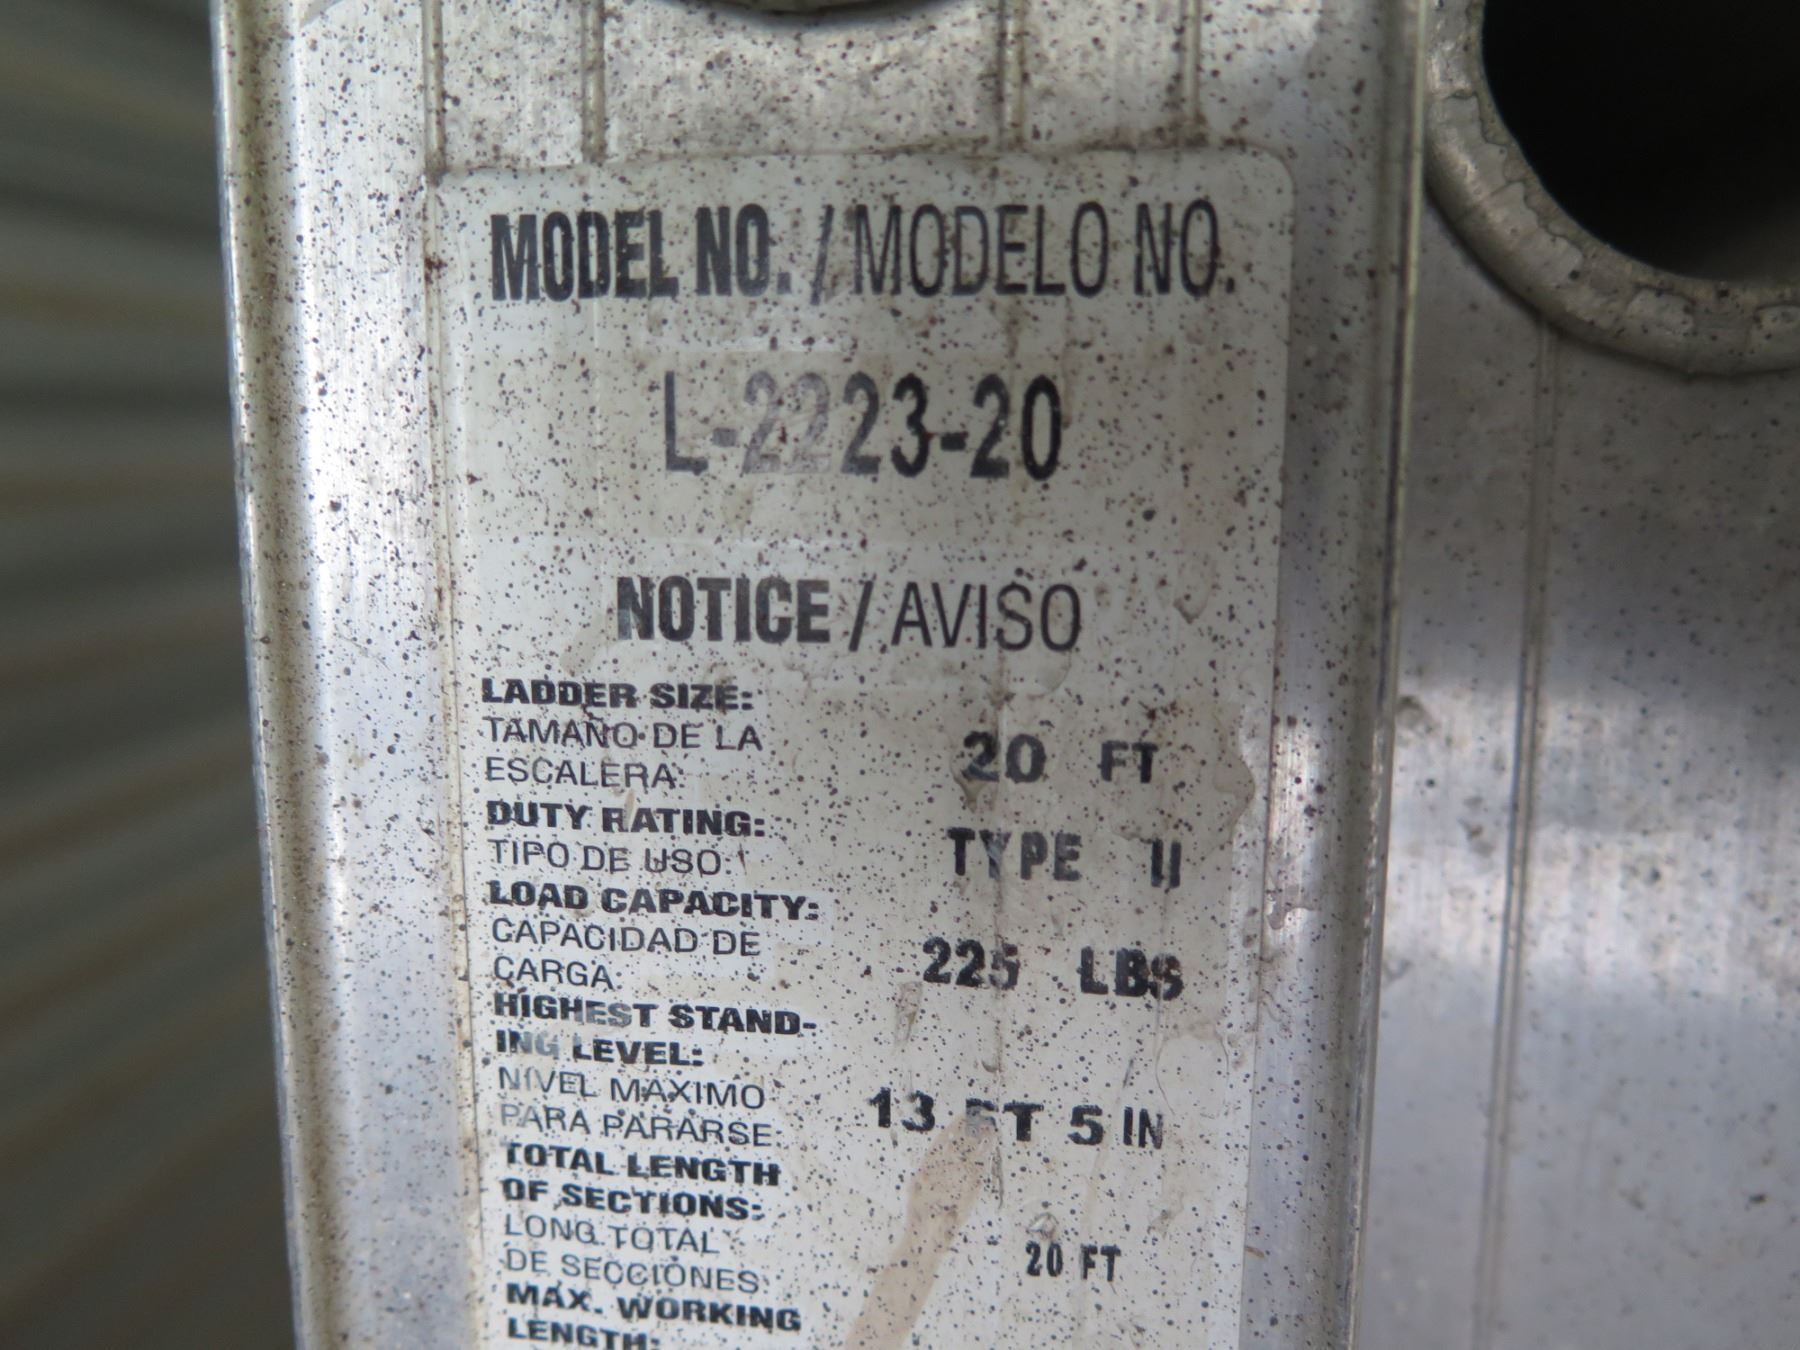 MODEL NO. / MODELO NO.
L-2223-20
NOTICE / AVISO
LADDER SIZE:
TAMAÑO DE LA
ESCALERA: 20 FT
DUTY RATING:
TIPO DE USO: TYPE II
LOAD CAPACITY:
CAPACIDAD DE
CARGA: 225 LBS
HIGHEST STAND-
ING LEVEL:
NIVEL MAXIMO
PARA PARARSE: 13 FT 5 IN
TOTAL LENGTH
OF SECTIONS:
LONG TOTAL
DE SECCIONES: 20 FT
MAX. WORKING
LENGTH: